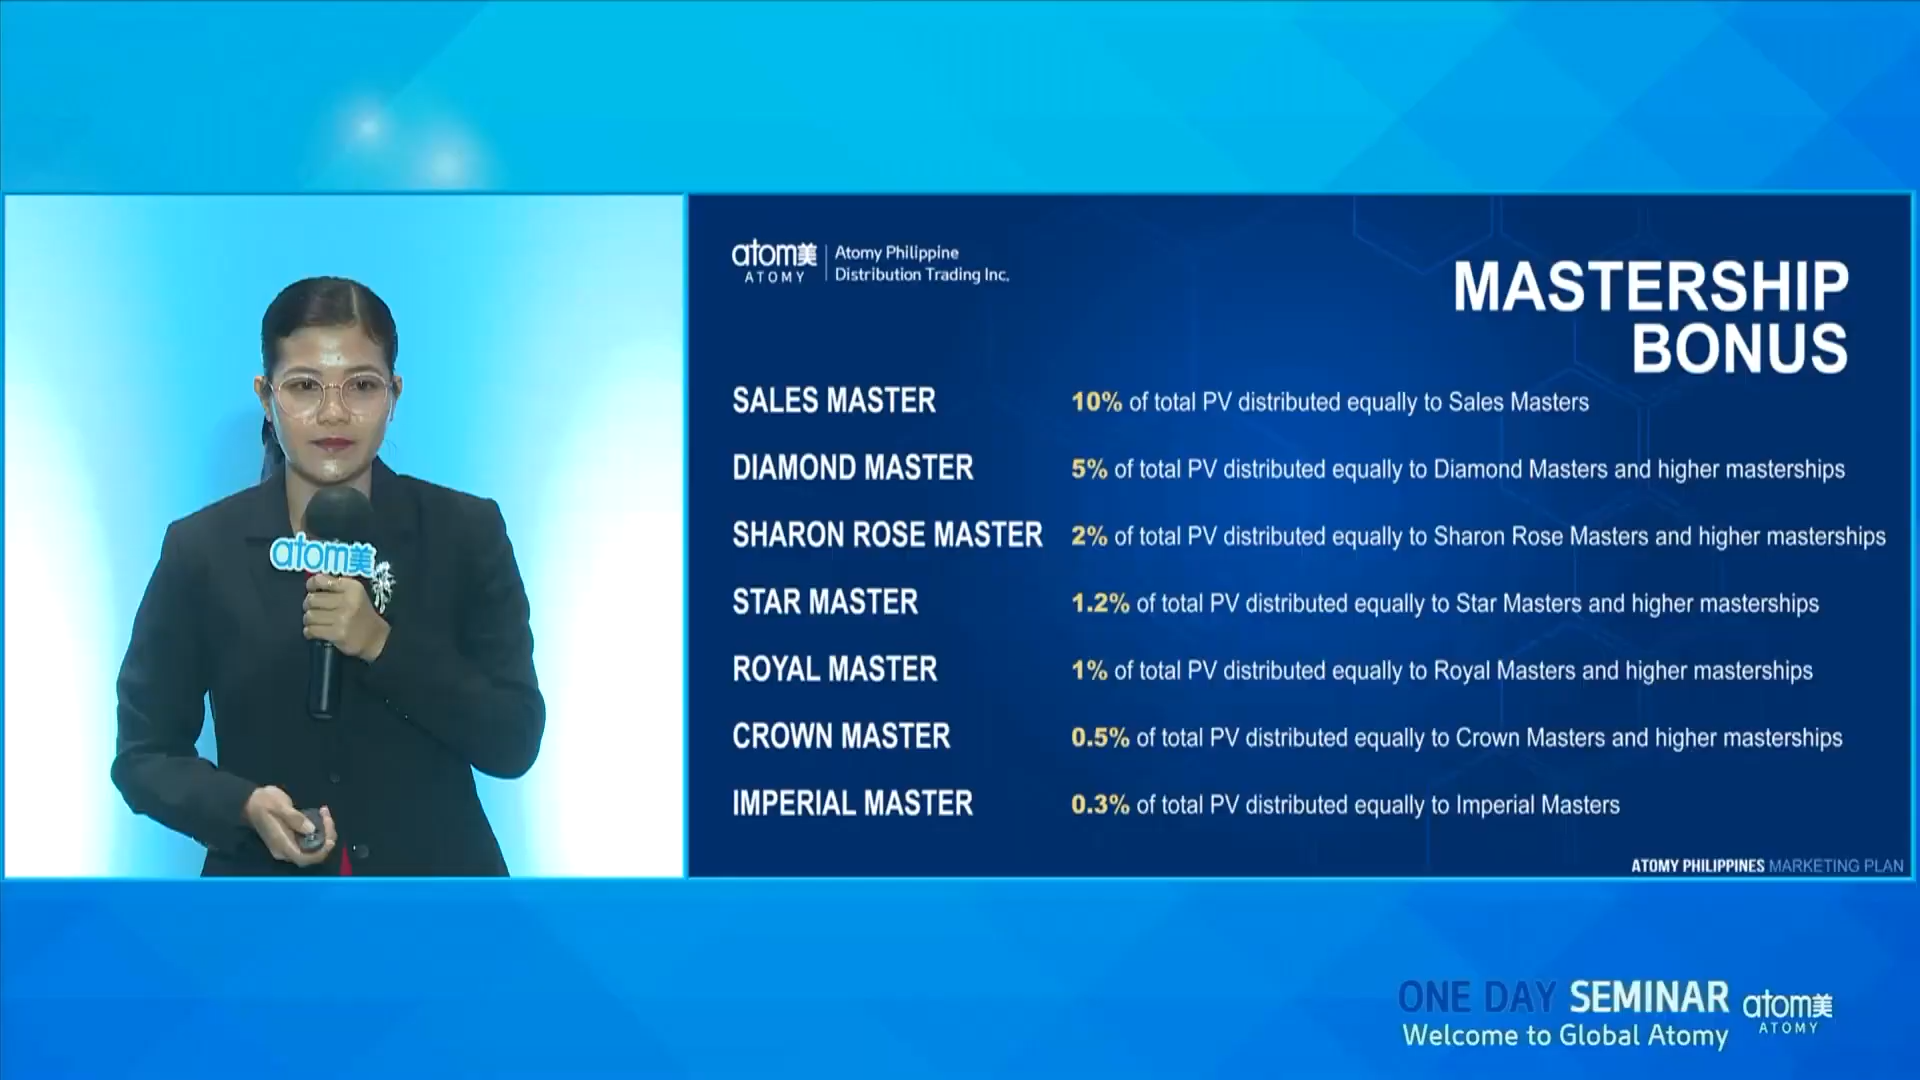 atom美
ATOMY
Atomy Philippine
Distribution Trading Inc.
MASTERSHIP
BONUS
SALES MASTER 10% of total PV distributed equally to Sales Masters
DIAMOND MASTER 5% of total PV distributed equally to Diamond Masters and higher masterships
SHARON ROSE MASTER 2% of total PV distributed equally to Sharon Rose Masters and higher masterships
STAR MASTER 1.2% of total PV distributed equally to Star Masters and higher masterships
ROYAL MASTER 1% of total PV distributed equally to Royal Masters and higher masterships
CROWN MASTER 0.5% of total PV distributed equally to Crown Masters and higher masterships
IMPERIAL MASTER 0.3% of total PV distributed equally to Imperial Masters
ATOMY PHILIPPINES MARKETING PLAN
atom美
ONE DAY SEMINAR
Welcome to Global Atomy
atom美
ATOMY